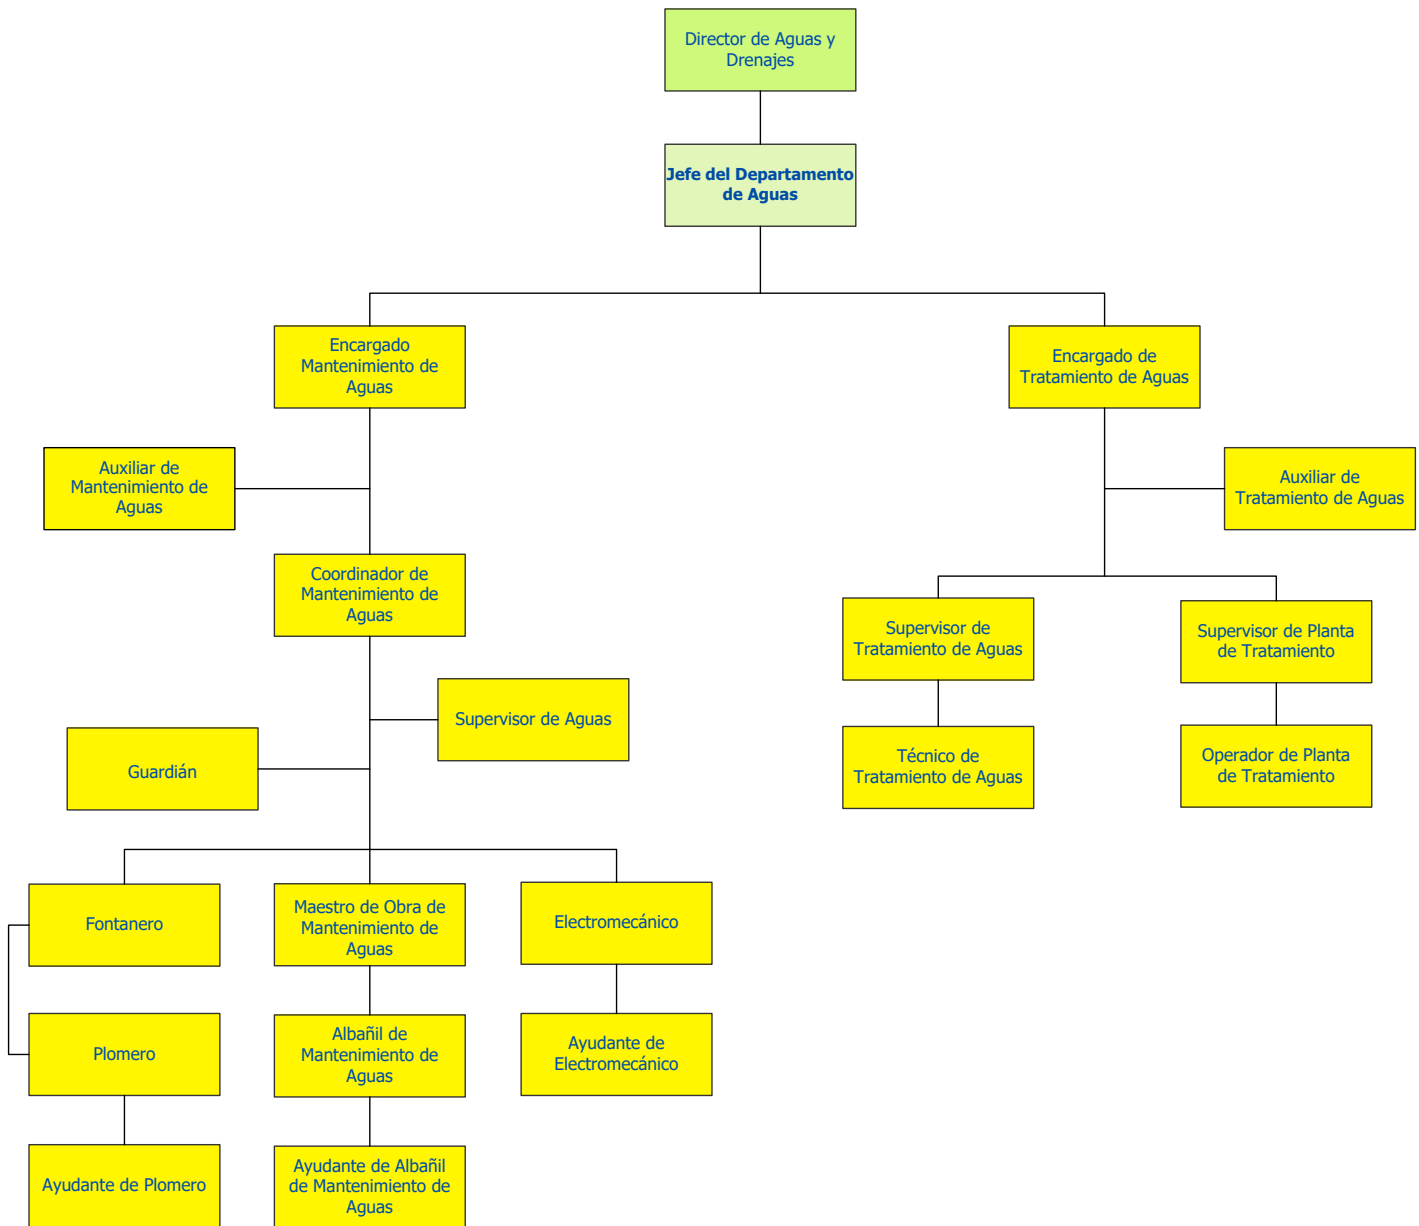 Director de Aguas y
Drenajes
Jefe del Departamento
de Aguas
Encargado
Mantenimiento de
Aguas
Encargado de
Tratamiento de Aguas
Auxiliar de
Mantenimiento de
Aguas
Auxiliar de
Tratamiento de Aguas
Coordinador de
Mantenimiento de
Aguas
Supervisor de
Tratamiento de Aguas
Supervisor de Planta
de Tratamiento
Supervisor de Aguas
Guardián
Técnico de
Tratamiento de Aguas
Operador de Planta
de Tratamiento
Fontanero
Maestro de Obra de
Mantenimiento de
Aguas
Electromecánico
Plomero
Albañil de
Mantenimiento de
Aguas
Ayudante de
Electromecánico
Ayudante de Plomero
Ayudante de Albañil
de Mantenimiento de
Aguas